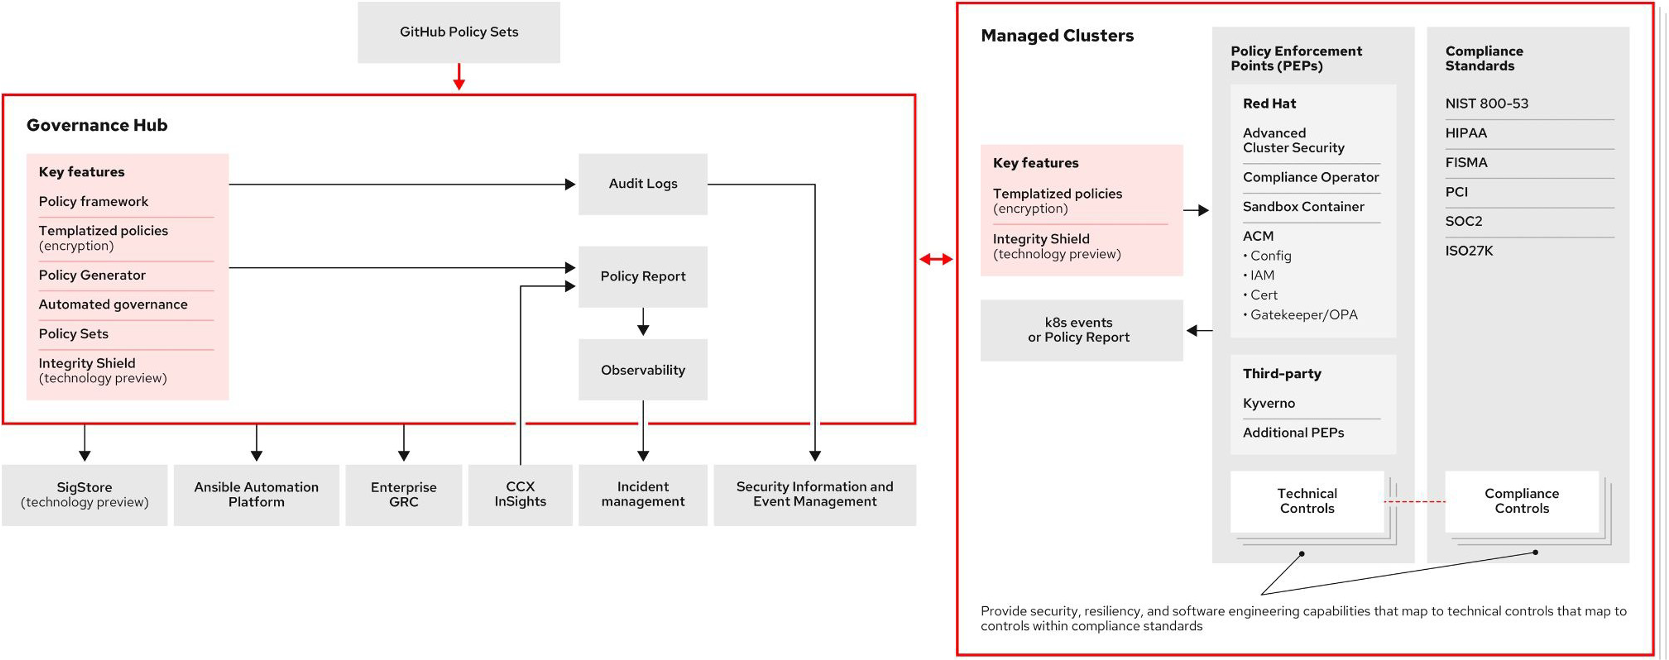 GitHub Policy Sets
Governance Hub
Key features
Policy framework
Templatized policies
(encryption)
Policy Generator
Automated governance
Policy Sets
Integrity Shield
(technology preview)
Audit Logs
Policy Report
Observability
SigStore
(technology preview)
Ansible Automation
Platform
Enterprise
GRC
CCX
InSights
Incident
management
Security Information and
Event Management
Managed Clusters
Key features
Templatized policies
(encryption)
Integrity Shield
(technology preview)
k8s events
or Policy Report
Policy Enforcement
Points (PEPs)
Red Hat
Advanced
Cluster Security
Compliance Operator
Sandbox Container
ACM
• Config
• IAM
• Cert
• Gatekeeper/OPA
Third-party
Kyverno
Additional PEPs
Technical
Controls
Compliance
Standards
NIST 800-53
HIPAA
FISMA
PCI
SOC2
ISO27K
Compliance
Controls
Provide security, resiliency, and software engineering capabilities that map to technical controls that map to
controls within compliance standards